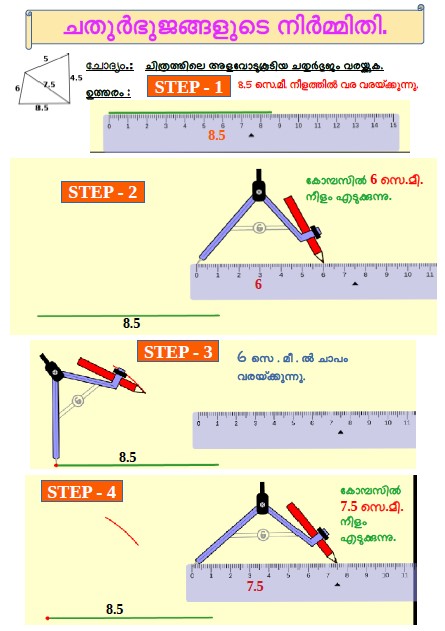 ചതുർഭുജങ്ങളുടെ നിർമ്മിതി.
ചോദ്യം: ചിത്രത്തിലെ അളവോടുകൂടിയ ചതുർഭുജം വരയ്ക്കുക.
5
6
7.5
4.5
8.5
ഉത്തരം :
STEP - 1
8.5 സെ.മീ. നീളത്തിൽ വര വരയ്ക്കുന്നു.
0 1 2 3 4 5 6 7 8 9 10 11 12 13 14 15
8.5
STEP - 2
കോമ്പസിൽ 6 സെ.മീ.
നീളം എടുക്കുന്നു.
6
0 1 2 3 4 5 6 7 8 9 10 11
6
8.5
STEP - 3
6 സെ . മീ . ൽ ചാപം
വരയ്ക്കുന്നു.
6
0 1 2 3 4 5 6 7 8 9 10 11
8.5
STEP - 4
കോമ്പസിൽ
7.5 സെ.മീ.
നീളം
എടുക്കുന്നു.
6
0 1 2 3 4 5 6 7 8 9 10 11
7.5
8.5